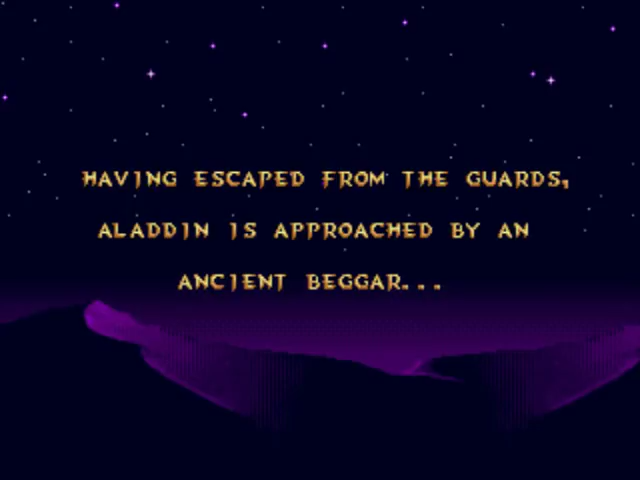 HAVING ESCAPED FROM THE GUARDS,
ALADDIN IS APPROACHED BY AN
ANCIENT BEGGAR...